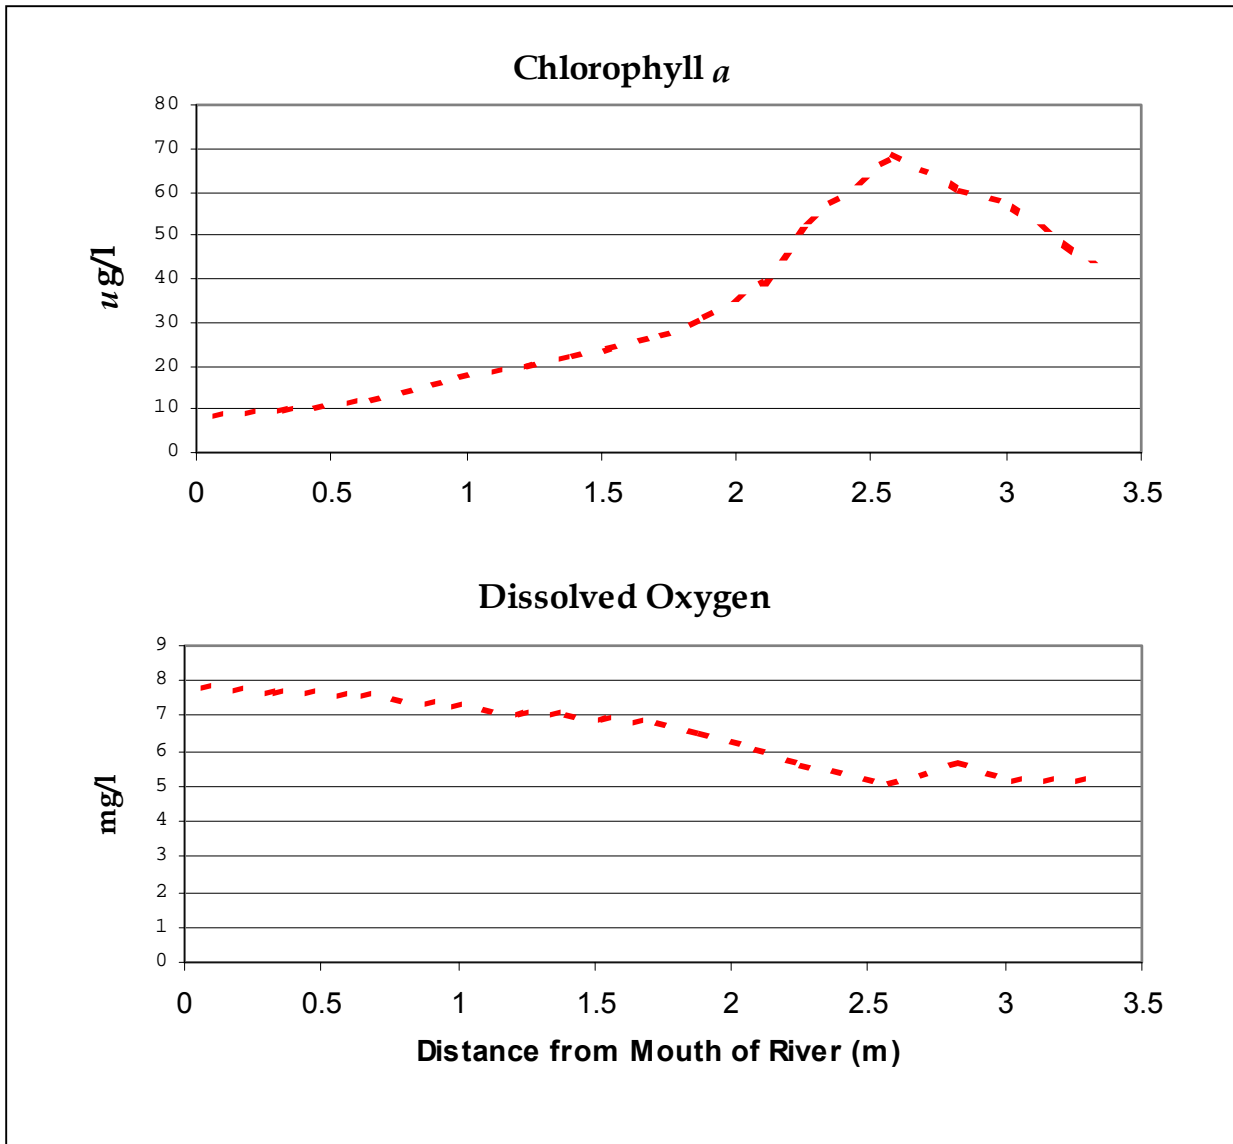 Chlorophyll a
80
70
60
50
40
30
20
10
0
ug/l
0 0.5 1 1.5 2 2.5 3 3.5
Dissolved Oxygen
9
8
7
6
5
4
3
2
1
0
mg/l
0 0.5 1 1.5 2 2.5 3 3.5
Distance from Mouth of River (m)